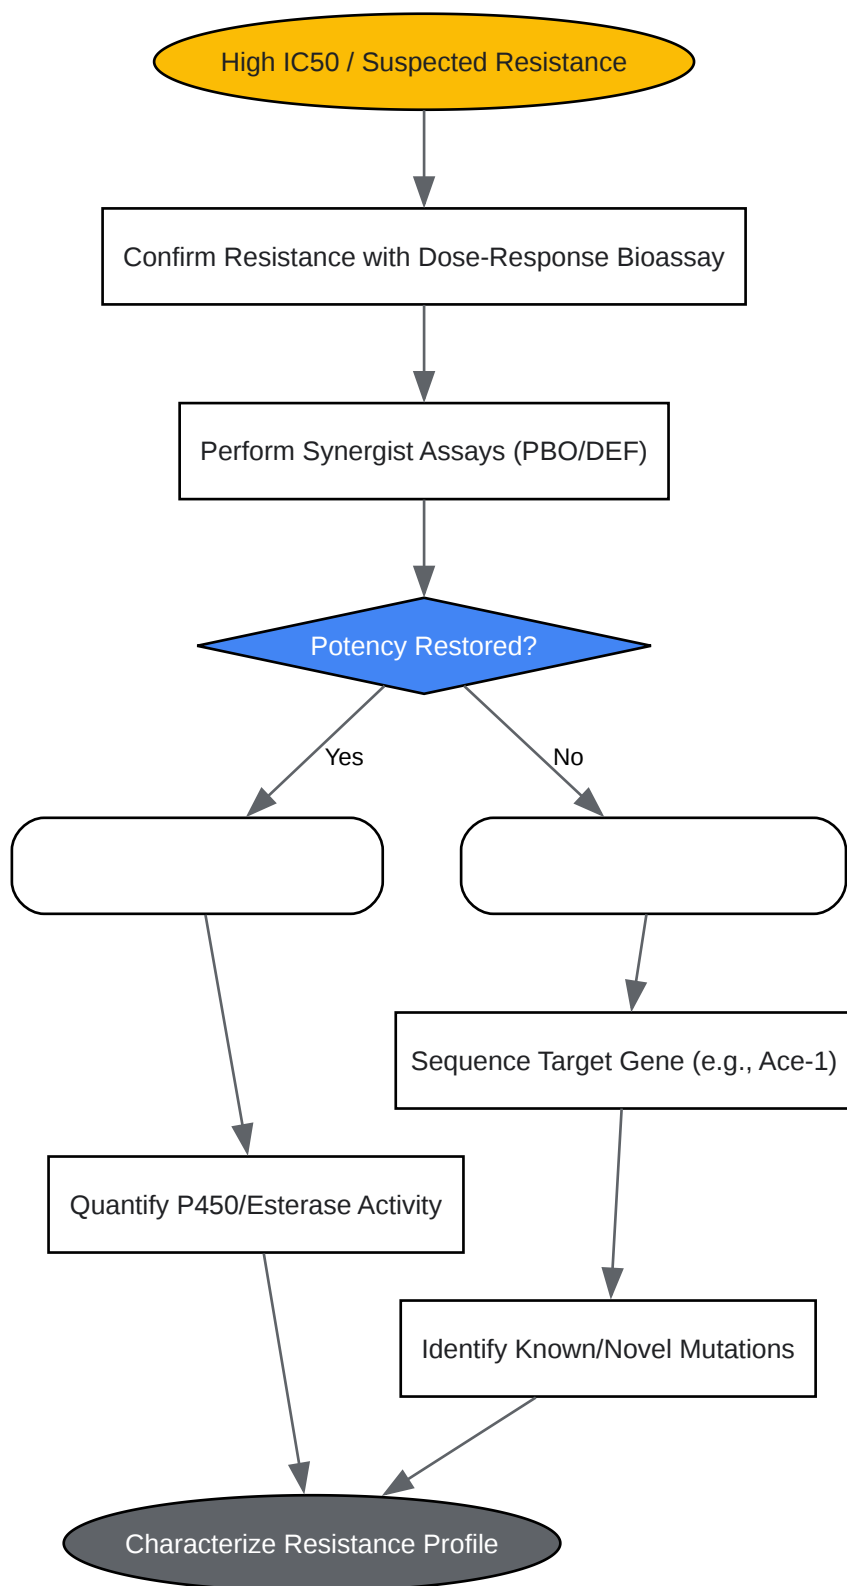 High IC50 / Suspected Resistance
Confirm Resistance with Dose-Response Bioassay
Perform Synergist Assays (PBO/DEF)
Potency Restored?
Yes
No
Sequence Target Gene (e.g., Ace-1)
Quantify P450/Esterase Activity
Identify Known/Novel Mutations
Characterize Resistance Profile